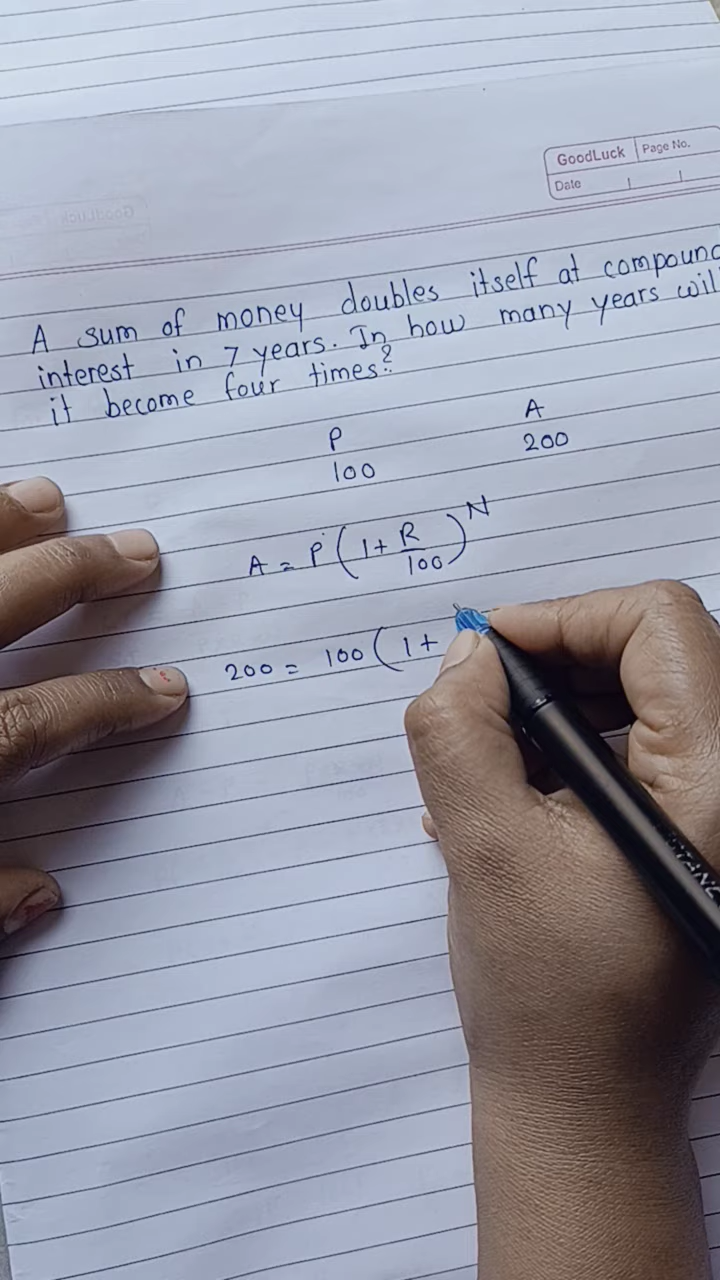 GoodLuck Page No.
Date
A sum of money doubles itself at compound
interest in 7 years. In how many years will
it become four times?
P A
100 200
A = P (1 + R/100)^N
200 = 100 (1 +